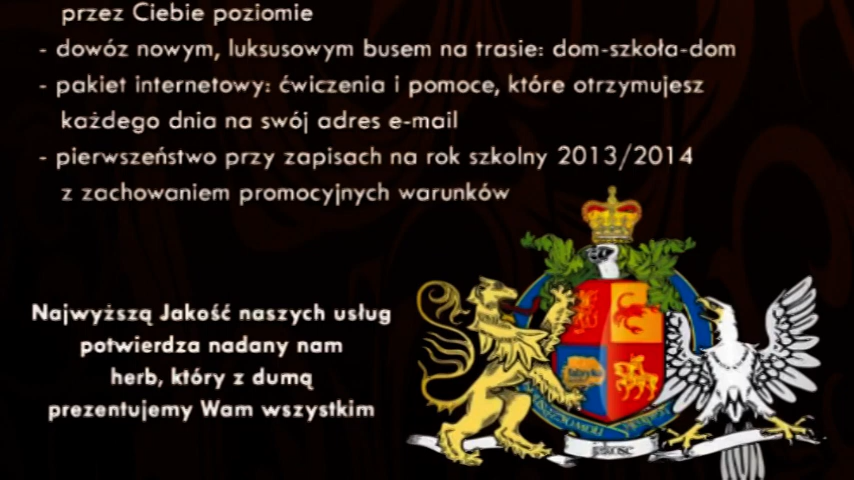 przez Ciebie poziomie
- dowóz nowym, luksusowym busem na trasie: dom-szkoła-dom
- pakiet internetowy: ćwiczenia i pomoce, które otrzymujesz
każdego dnia na swój adres e-mail
- pierwszeństwo przy zapisach na rok szkolny 2013/2014
z zachowaniem promocyjnych warunków
Najwyższą Jakość naszych usług
potwierdza nadany nam
herb, który z dumą
prezentujemy Wam wszystkim